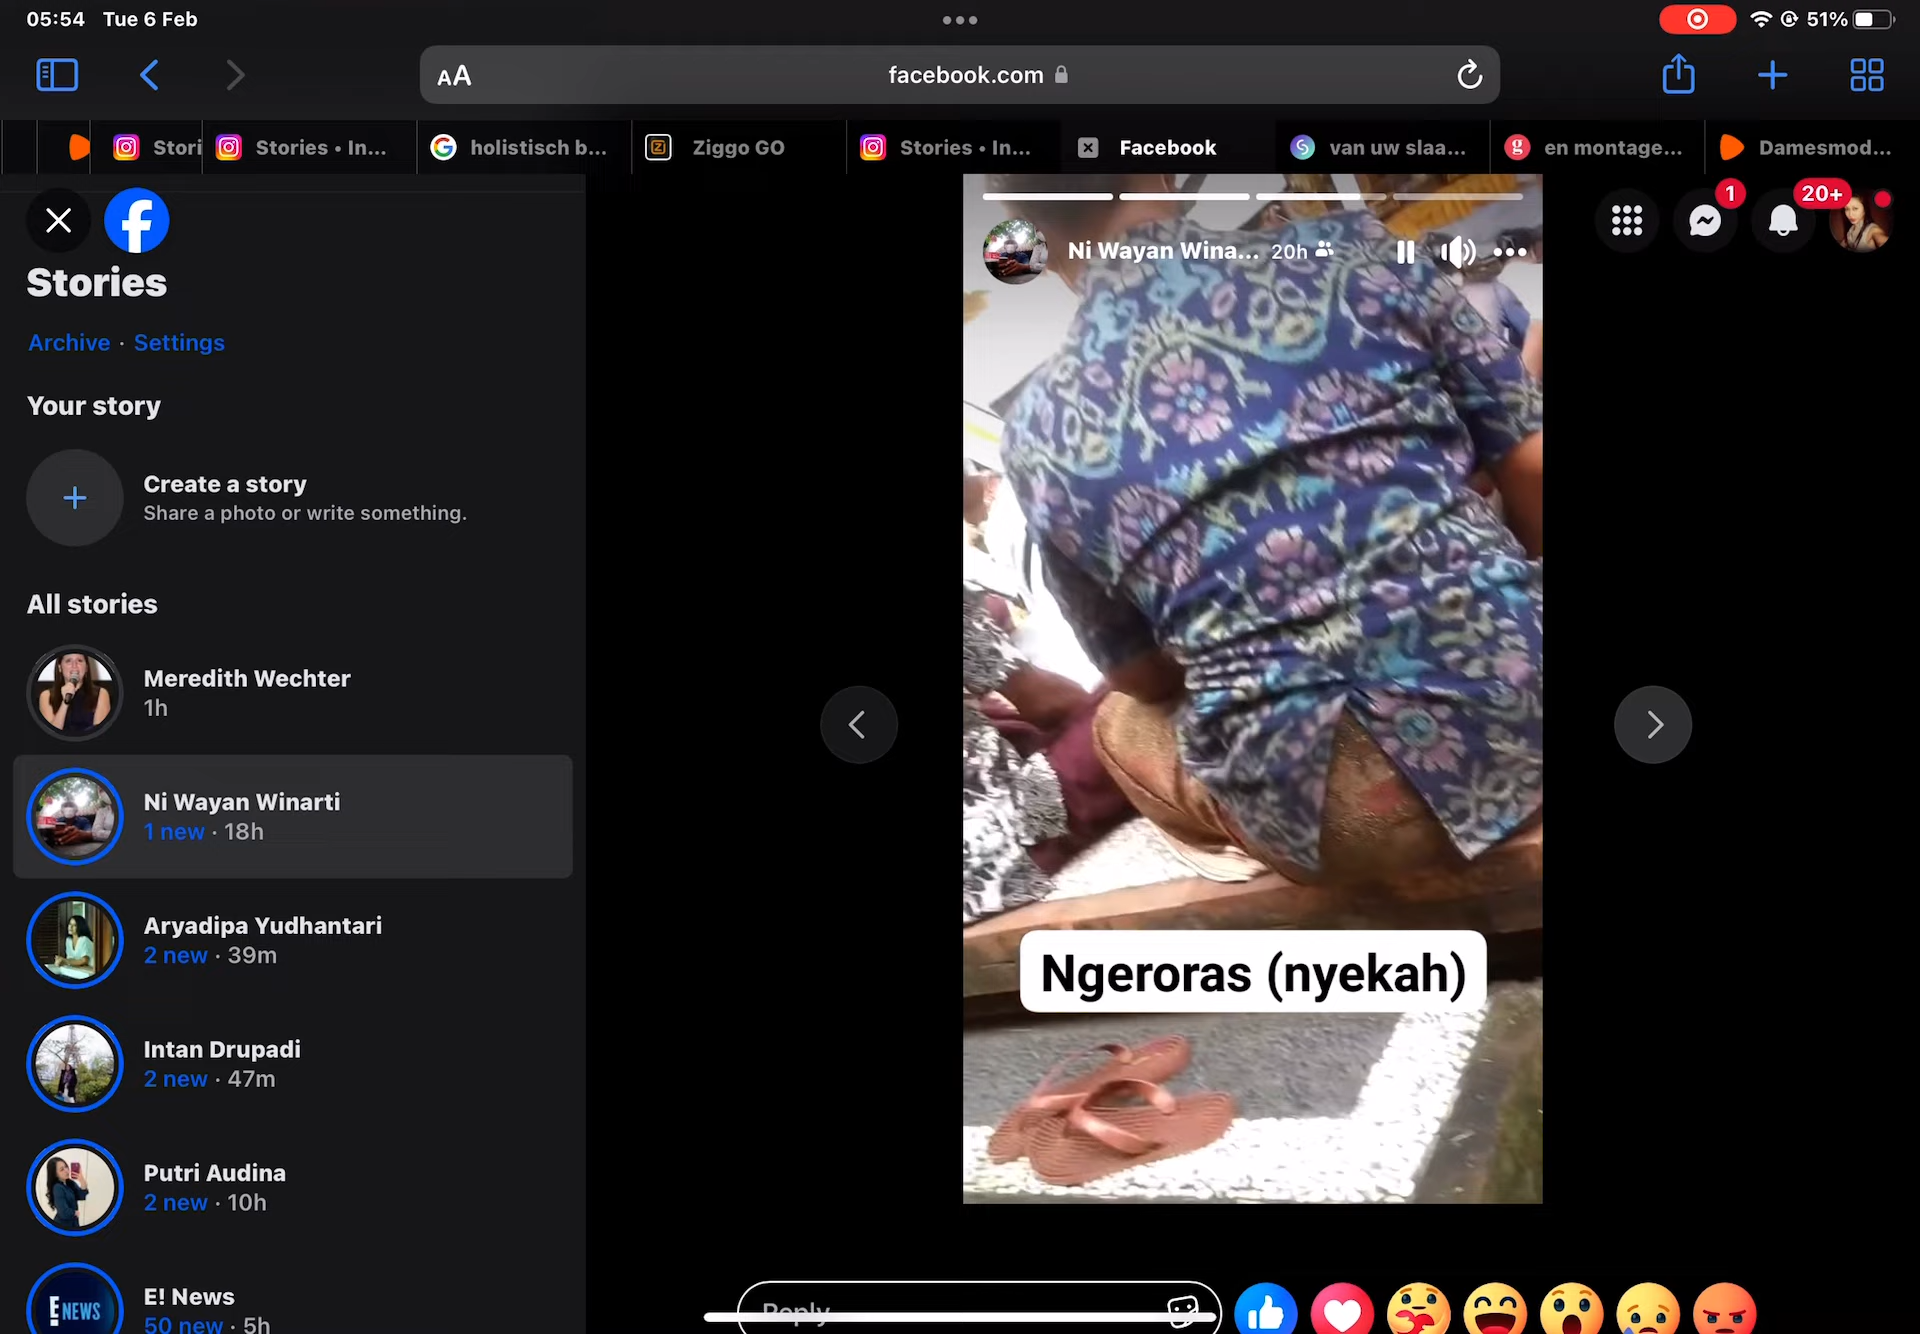 05:54 Tue 6 Feb
51%
AA
facebook.com
Stori
Stories • In...
holistisch b...
Ziggo GO
Stories • In...
Facebook
van uw slaa...
en montage...
Damesmod...
Stories
Archive · Settings
Your story
Create a story
Share a photo or write something.
All stories
Meredith Wechter
1h
Ni Wayan Winarti
1 new · 18h
Aryadipa Yudhantari
2 new · 39m
Intan Drupadi
2 new · 47m
Putri Audina
2 new · 10h
E NEWS
E! News
50 new · 5h
Ni Wayan Wina... 20h
1
20+
Ngeroras (nyekah)
Reply